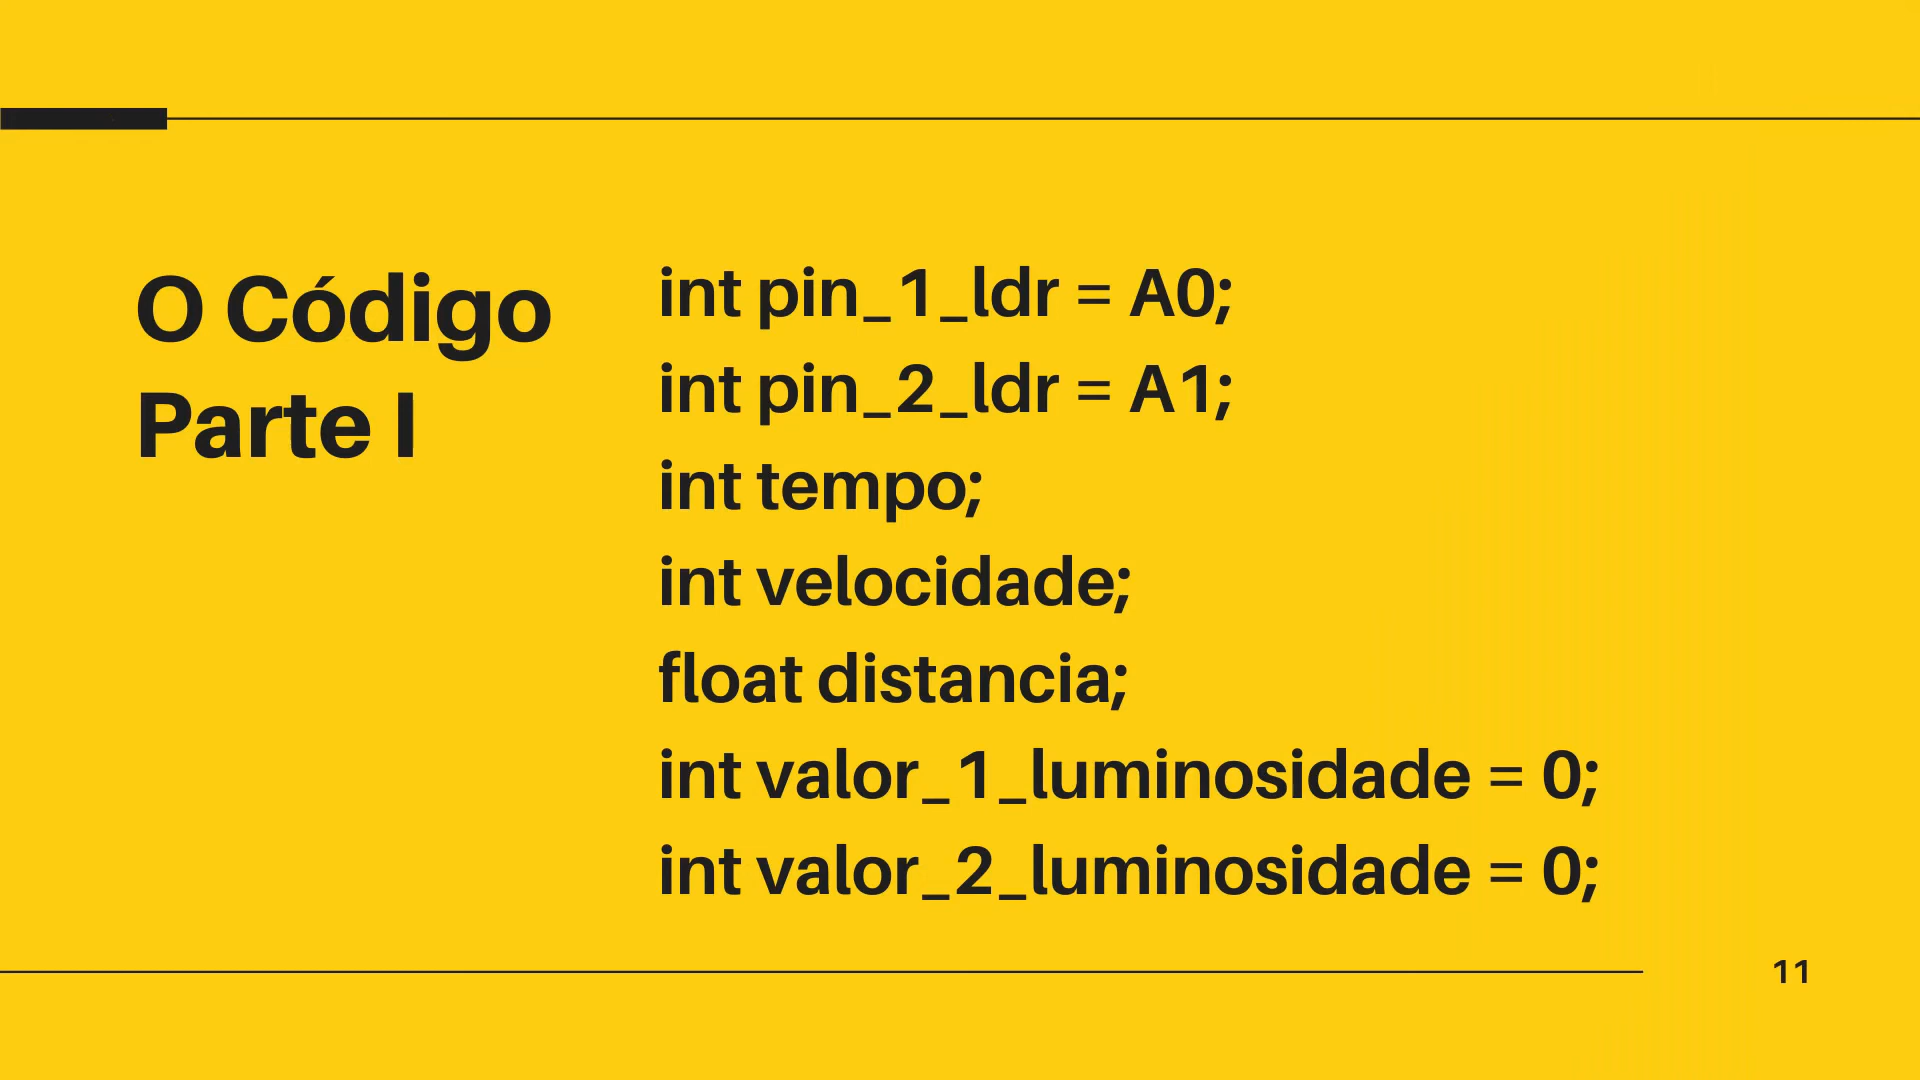 O Código
Parte I
int pin_1_ldr = A0;
int pin_2_ldr = A1;
int tempo;
int velocidade;
float distancia;
int valor_1_luminosidade = 0;
int valor_2_luminosidade = 0;
11